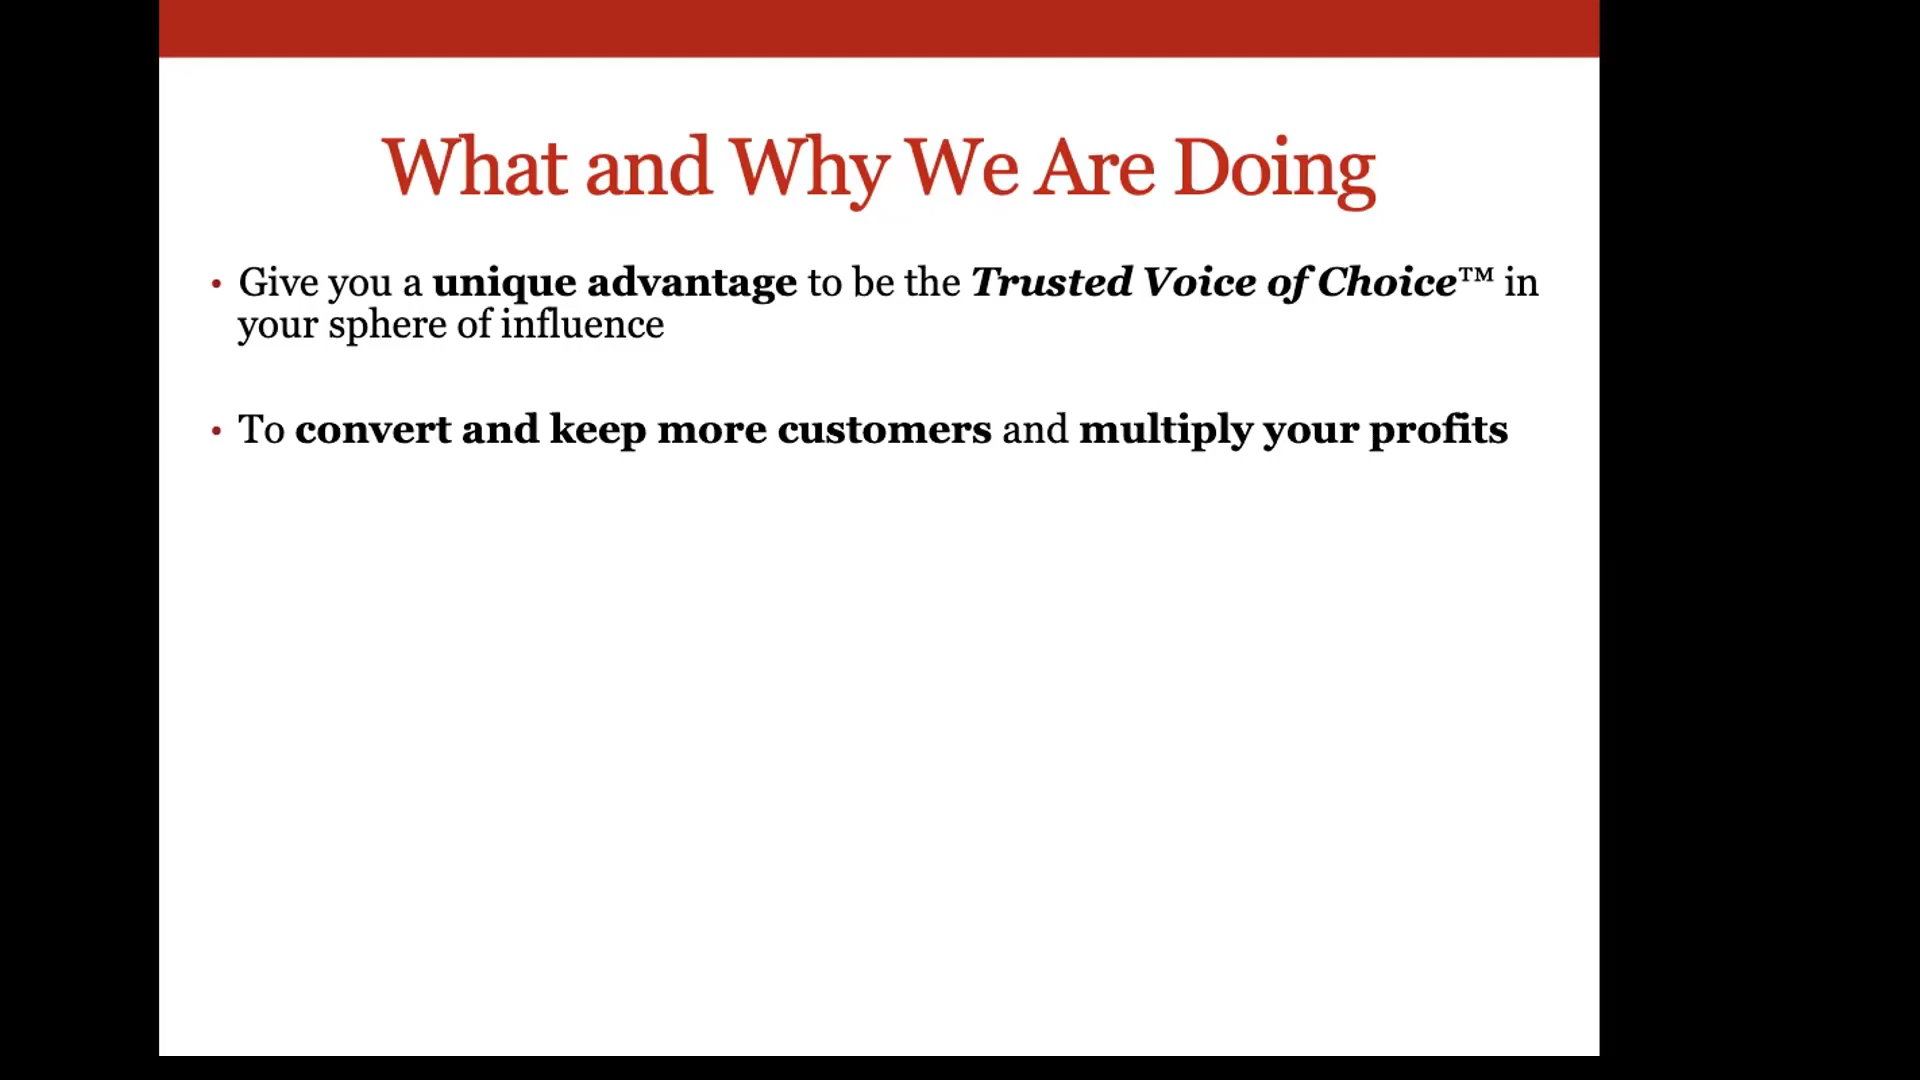 What and Why We Are Doing
• Give you a unique advantage to be the Trusted Voice of Choice™ in
your sphere of influence
• To convert and keep more customers and multiply your profits